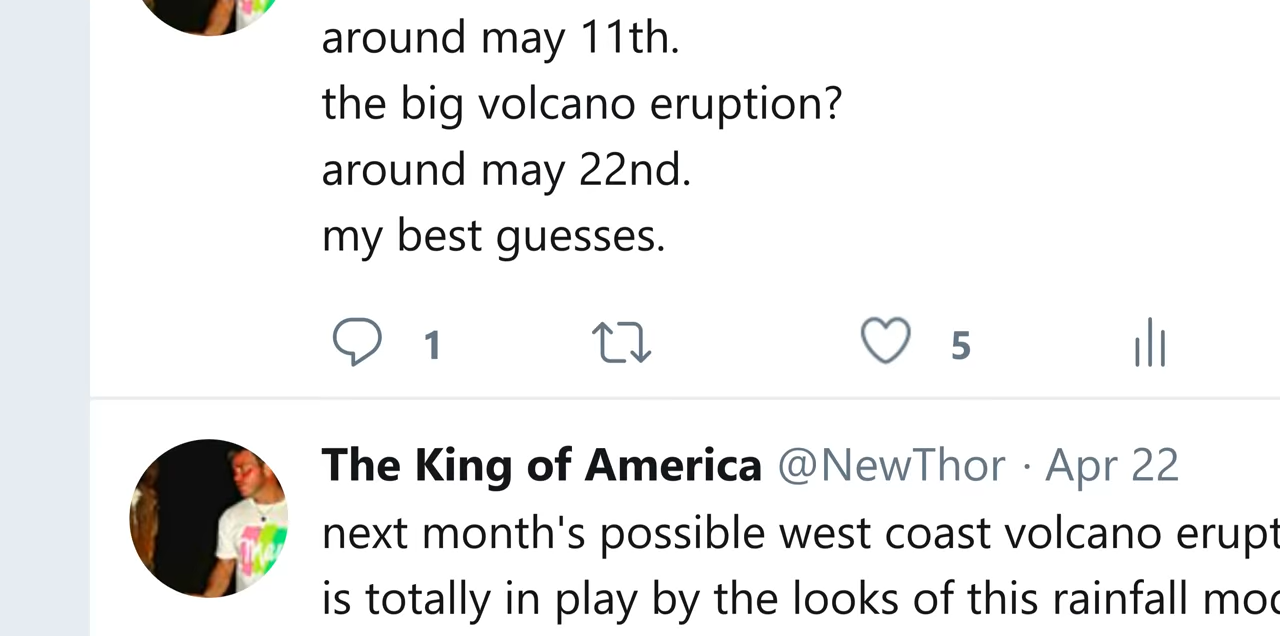 around may 11th.
the big volcano eruption?
around may 22nd.
my best guesses.
1 5
The King of America @NewThor · Apr 22
next month's possible west coast volcano erupt
is totally in play by the looks of this rainfall